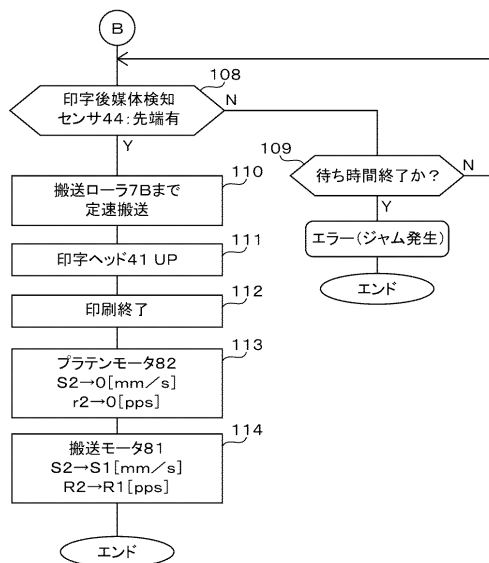 B
108
印字後媒体検知
センサ44:先端有
N
Y
109
待ち時間終了か?
N
Y
エラー(ジャム発生)
エンド
110
搬送ローラ7Bまで
定速搬送
111
印字ヘッド41 UP
112
印刷終了
113
プラテンモータ82
S2→0[mm/s]
r2→0[pps]
114
搬送モータ81
S2→S1[mm/s]
R2→R1[pps]
エンド